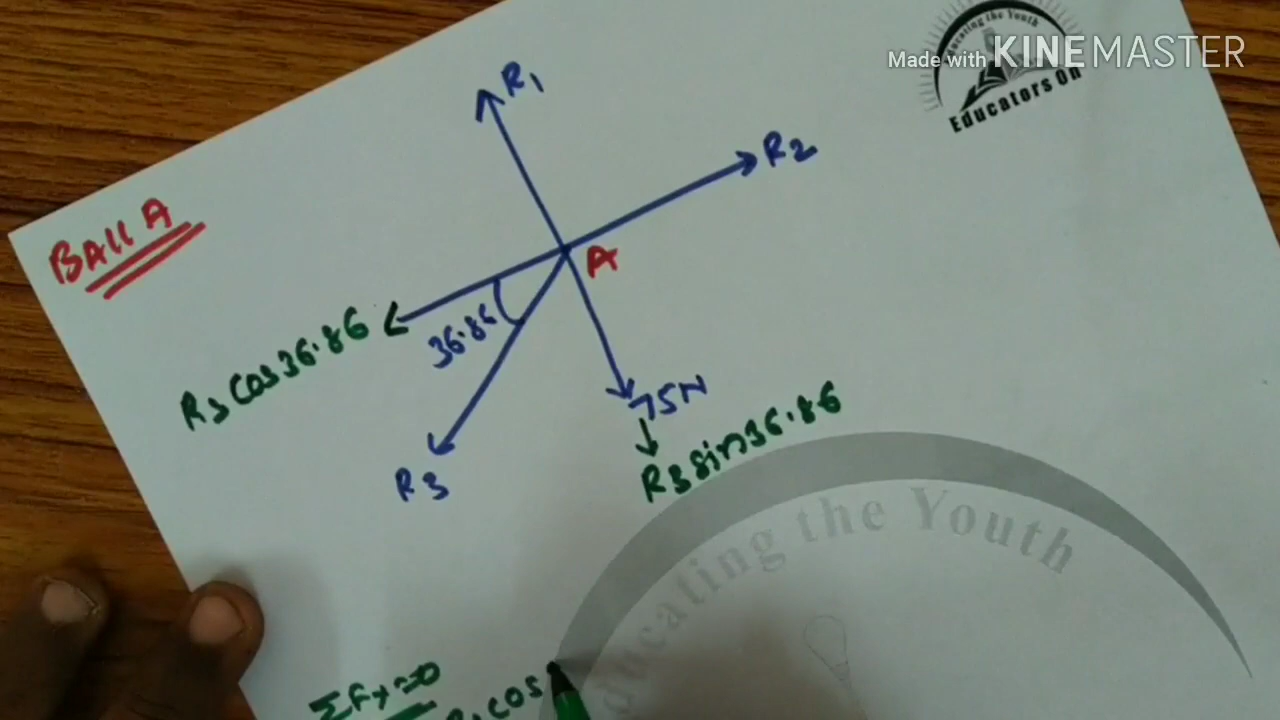 Made with KINEMASTER
Educating the Youth
Educators On
R1
R2
BALL A
A
R3 Cos 36.86
36.86
75N
R3 sin 36.86
R3
Educating the Youth
ΣFx=0
cos